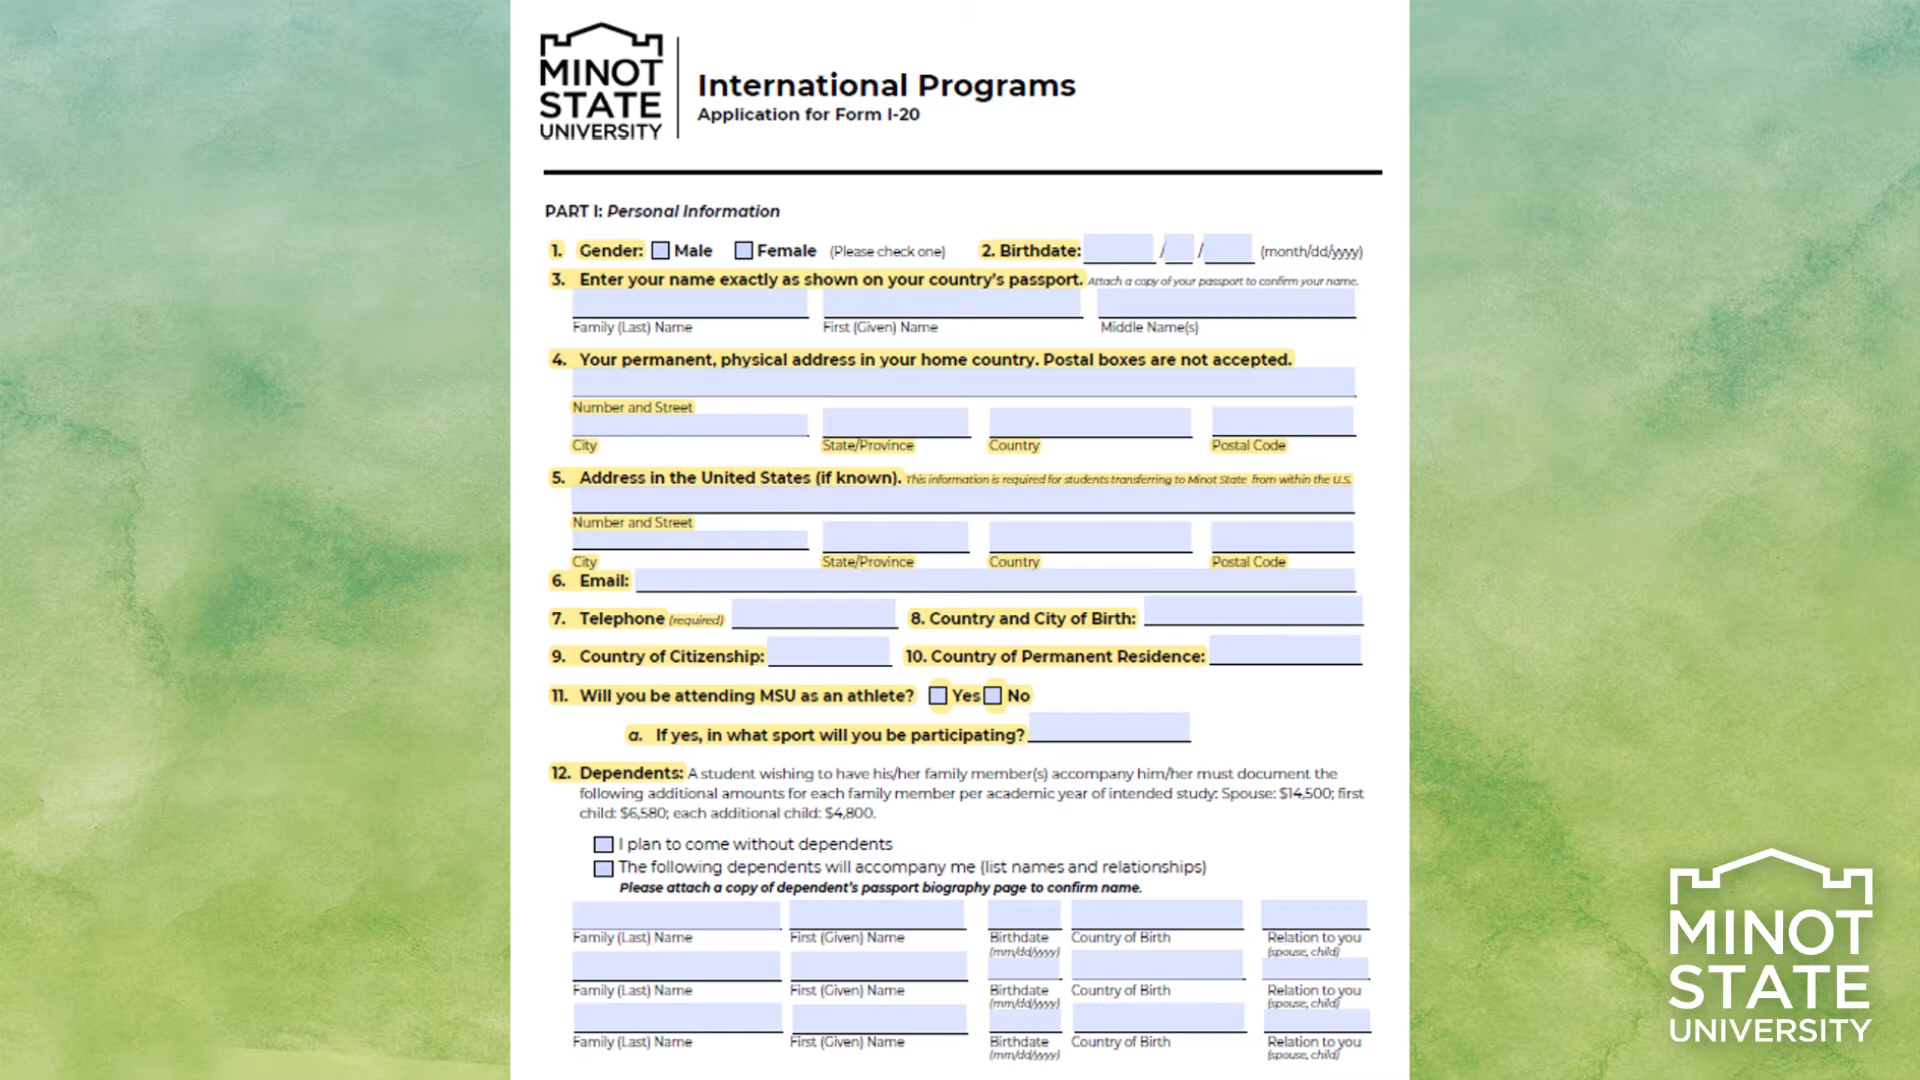 MINOT
STATE
UNIVERSITY
International Programs
Application for Form I-20
PART I: Personal Information
1. Gender: Male Female (Please check one) 2. Birthdate: / / (month/dd/yyyy)
3. Enter your name exactly as shown on your country's passport. Attach a copy of your passport to confirm your name.
Family (Last) Name First (Given) Name Middle Name(s)
4. Your permanent, physical address in your home country. Postal boxes are not accepted.
Number and Street
City State/Province Country Postal Code
5. Address in the United States (if known). This information is required for students transferring to Minot State from within the U.S.
Number and Street
City State/Province Country Postal Code
6. Email:
7. Telephone (required) 8. Country and City of Birth:
9. Country of Citizenship: 10. Country of Permanent Residence:
11. Will you be attending MSU as an athlete? Yes No
a. If yes, in what sport will you be participating?
12. Dependents: A student wishing to have his/her family member(s) accompany him/her must document the
following additional amounts for each family member per academic year of intended study: Spouse: $14,500; first
child: $6,580; each additional child: $4,800.
I plan to come without dependents
The following dependents will accompany me (list names and relationships)
Please attach a copy of dependent's passport biography page to confirm name.
Family (Last) Name First (Given) Name Birthdate Country of Birth Relation to you
(mm/dd/yyyy) (spouse, child)
Family (Last) Name First (Given) Name Birthdate Country of Birth Relation to you
(mm/dd/yyyy) (spouse, child)
Family (Last) Name First (Given) Name Birthdate Country of Birth Relation to you
(mm/dd/yyyy) (spouse, child)
MINOT
STATE
UNIVERSITY